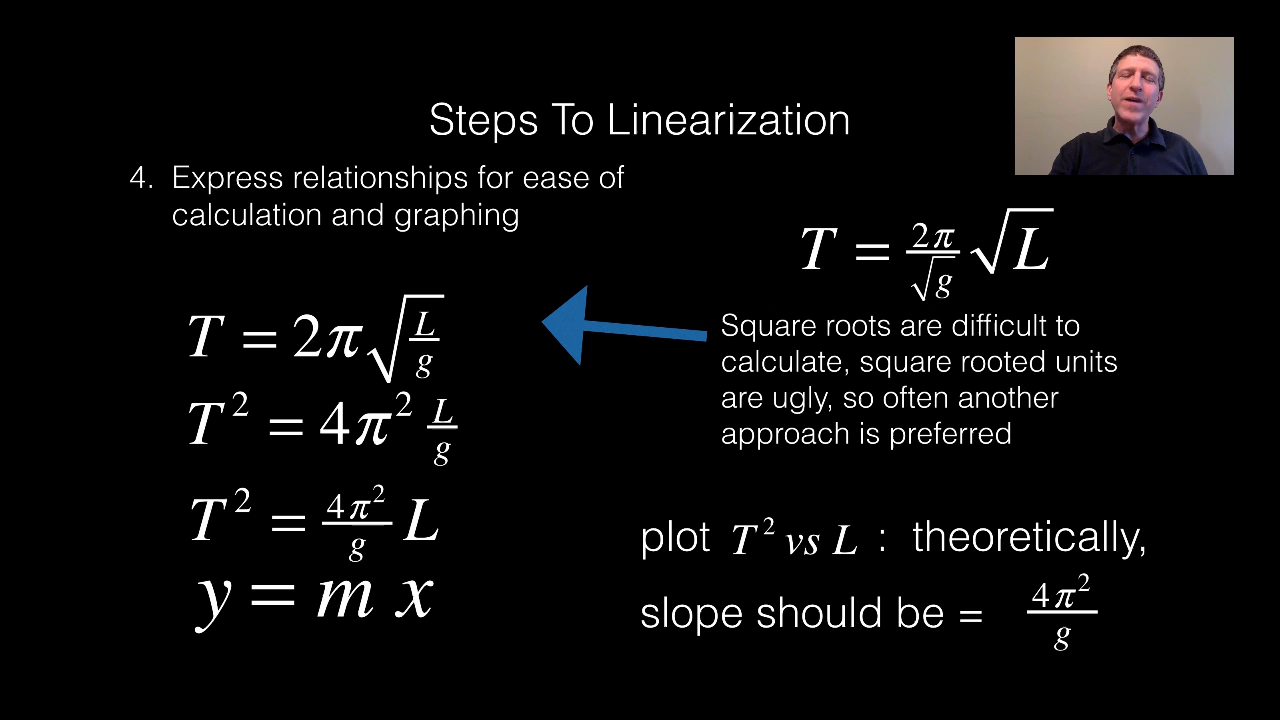 Steps To Linearization
4. Express relationships for ease of
calculation and graphing
T = 2π√(L/g)
T² = 4π² L/g
T² = 4π²/g L
y = m x
T = 2π/√g √L
Square roots are difficult to
calculate, square rooted units
are ugly, so often another
approach is preferred
plot T² vs L : theoretically,
slope should be = 4π²/g